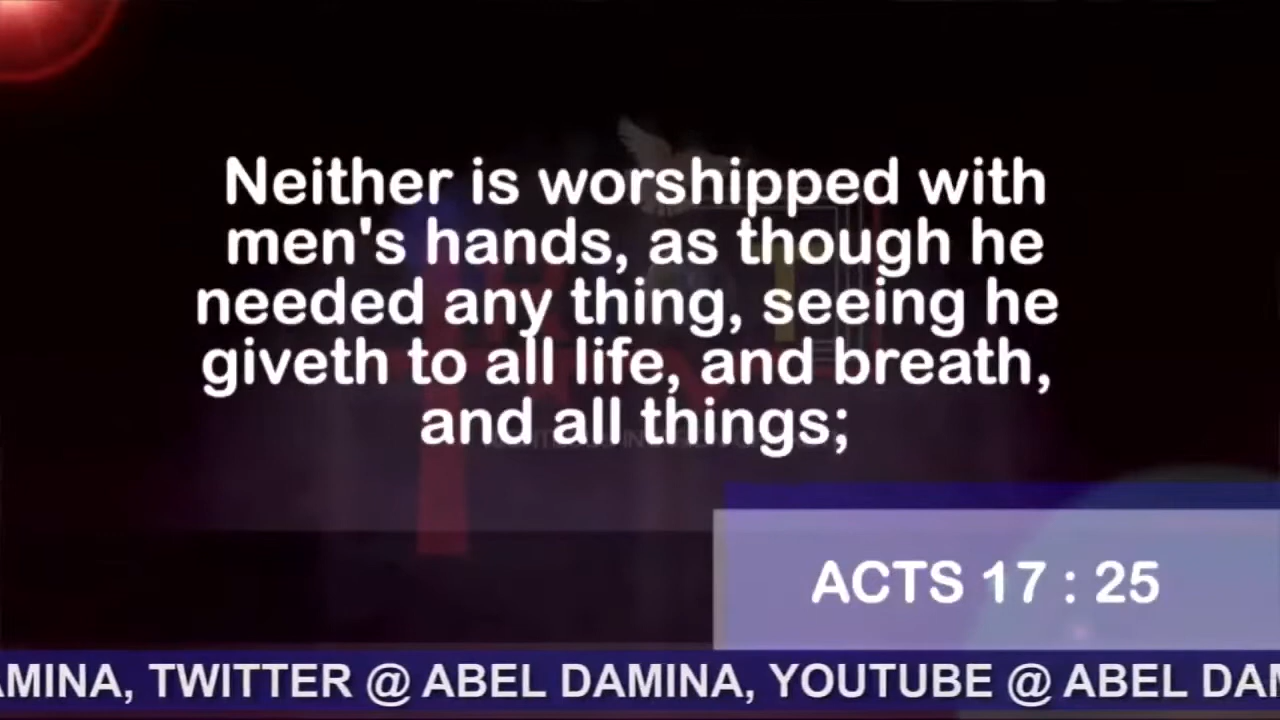 Neither is worshipped with
men's hands, as though he
needed any thing, seeing he
giveth to all life, and breath,
and all things;
ACTS 17 : 25
AMINA, TWITTER @ ABEL DAMINA, YOUTUBE @ ABEL DAM